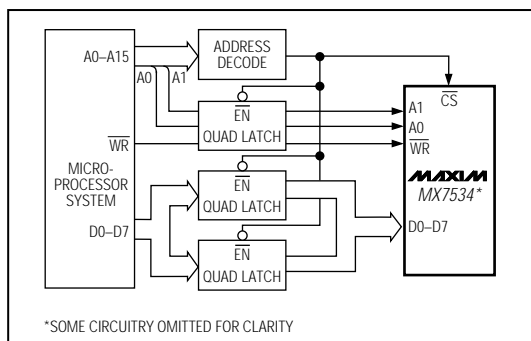 A0–A15
A0 A1
WR
MICRO-
PROCESSOR
SYSTEM
D0–D7
ADDRESS
DECODE
EN
QUAD LATCH
EN
QUAD LATCH
EN
QUAD LATCH
CS
A1
A0
WR
MAXIM
MX7534*
D0–D7
*SOME CIRCUITRY OMITTED FOR CLARITY